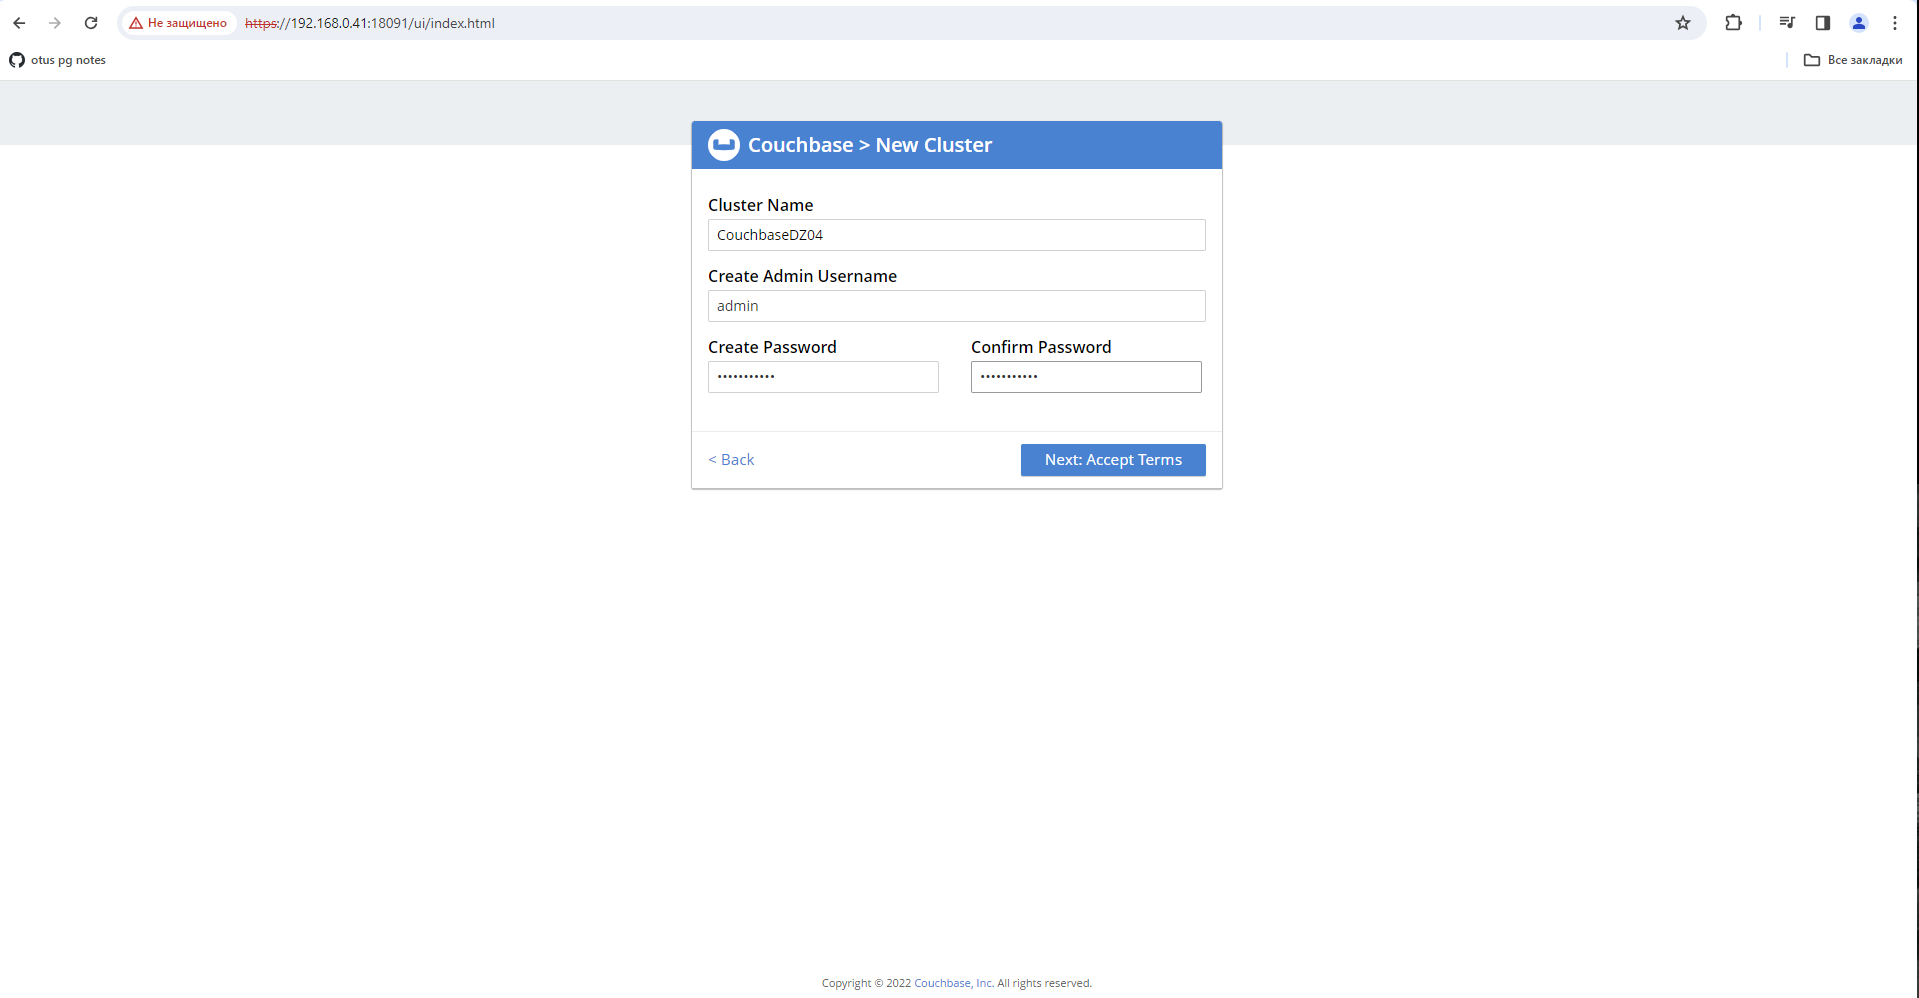 Не защищено https://192.168.0.41:18091/ui/index.html
otus pg notes Все закладки
Couchbase > New Cluster
Cluster Name
CouchbaseDZ04
Create Admin Username
admin
Create Password Confirm Password
••••••••••• •••••••••••
< Back Next: Accept Terms
Copyright © 2022 Couchbase, Inc. All rights reserved.